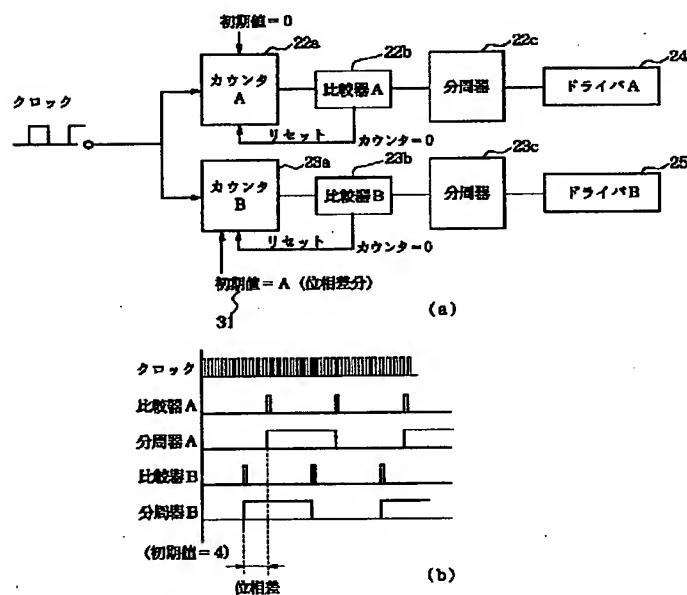 初期値=0
22a
22b
22c
24
カウンタ
A
比較器A
分周器
ドライバA
クロック
リセット
カウンター=0
23a
23b
23c
25
カウンタ
B
比較器B
分周器
ドライバB
リセット
カウンター=0
初期値=A (位相差分)
31
(a)
クロック
比較器A
分周器A
比較器B
分周器B
(初期値=4)
位相差
(b)